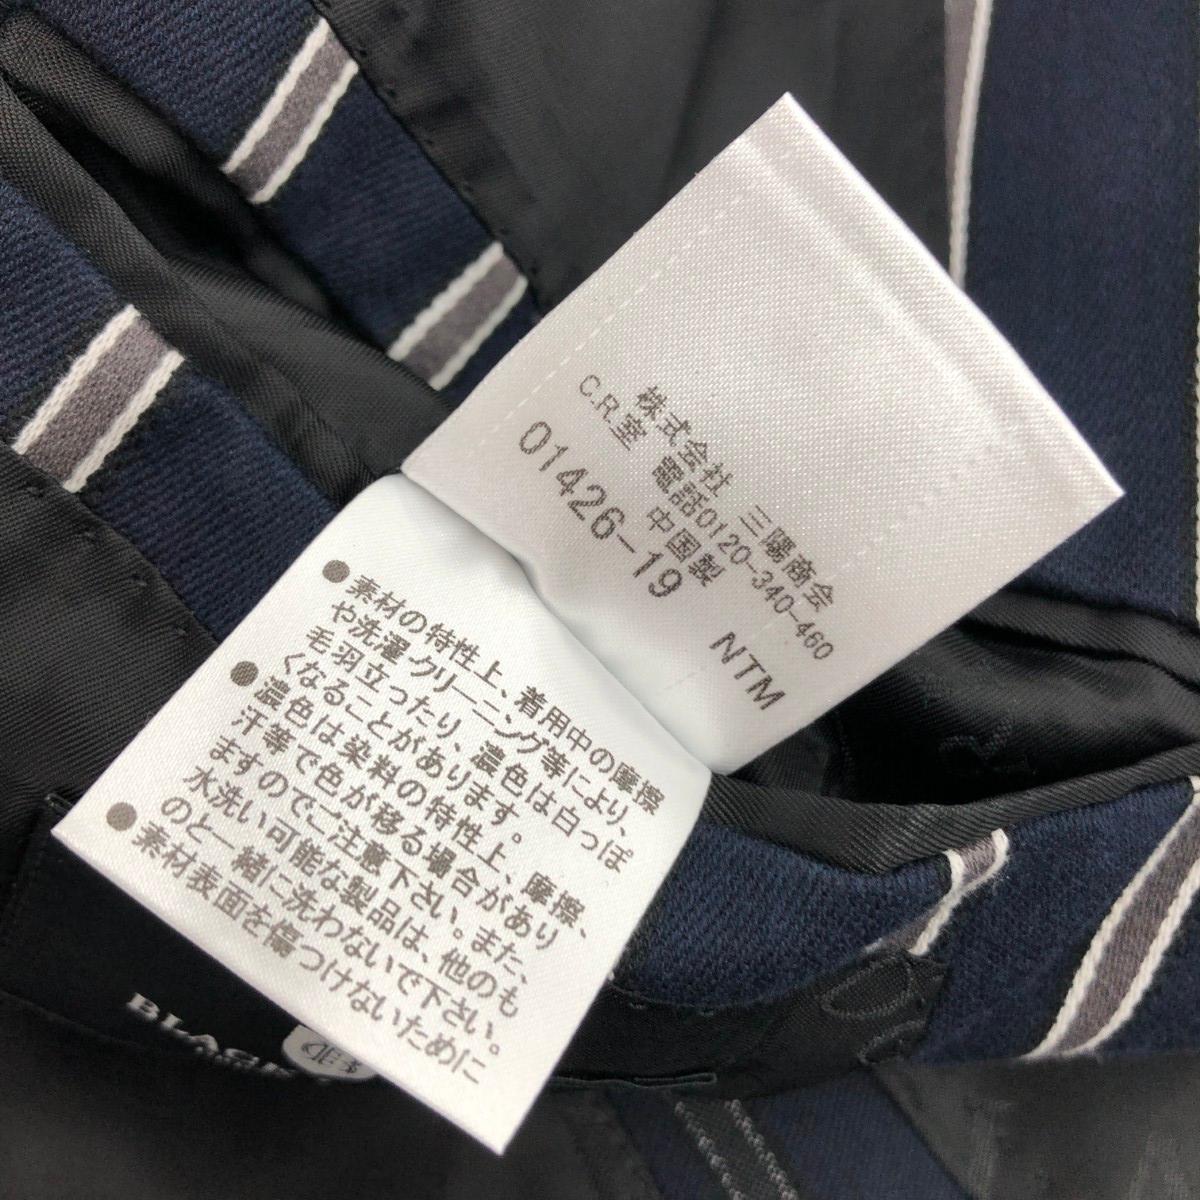 株式会社 三陽商会
C.R.室 電話0120-340-460
中国製
01426-19
NTM
●素材の特性上、着用中の摩擦
や洗濯・クリーニング等により、
毛羽立ったり、濃色は白っぽ
くなることがあります。
●濃色は染料の特性上、摩擦、
汗等で色が移る場合があり
ますのでご注意下さい。また、
水洗い可能な製品は、他のも
のと一緒に洗わないで下さい。
●素材表面を傷つけないために